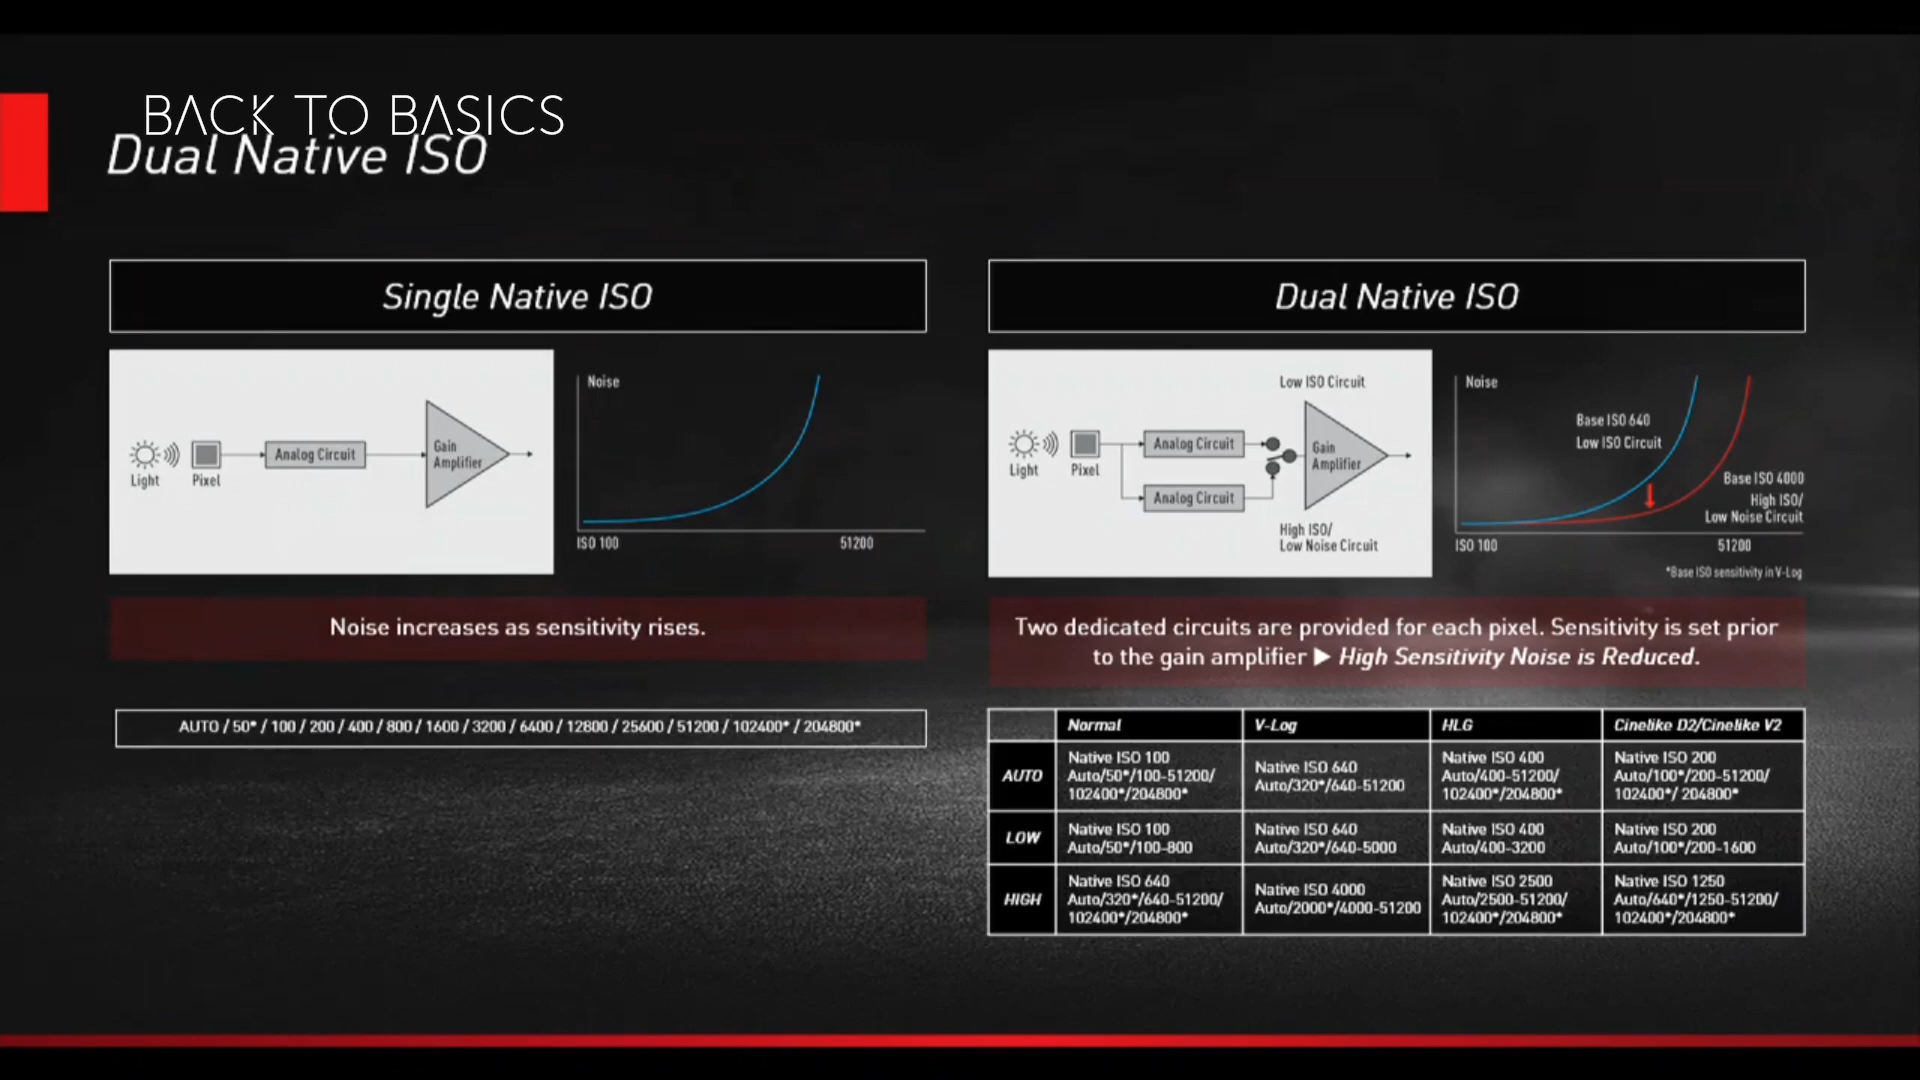 BACK TO BASICS
Dual Native ISO
Single Native ISO
Light
Pixel
Analog Circuit
Gain
Amplifier
Noise
ISO 100
51200
Noise increases as sensitivity rises.
AUTO / 50* / 100 / 200 / 400 / 800 / 1600 / 3200 / 6400 / 12800 / 25600 / 51200 / 102400* / 204800*
Dual Native ISO
Low ISO Circuit
Light
Pixel
Analog Circuit
Analog Circuit
Gain
Amplifier
High ISO/
Low Noise Circuit
Noise
Base ISO 640
Low ISO Circuit
Base ISO 4000
High ISO/
Low Noise Circuit
ISO 100
51200
*Base ISO sensitivity in V-Log
Two dedicated circuits are provided for each pixel. Sensitivity is set prior
to the gain amplifier ▶ High Sensitivity Noise is Reduced.
Normal
V-Log
HLG
Cinelike D2/Cinelike V2
AUTO
Native ISO 100
Auto/50*/100-51200/
102400*/204800*
Native ISO 640
Auto/320*/640-51200
Native ISO 400
Auto/400-51200/
102400*/204800*
Native ISO 200
Auto/100*/200-51200/
102400*/ 204800*
LOW
Native ISO 100
Auto/50*/100-800
Native ISO 640
Auto/320*/640-5000
Native ISO 400
Auto/400-3200
Native ISO 200
Auto/100*/200-1600
HIGH
Native ISO 640
Auto/320*/640-51200/
102400*/204800*
Native ISO 4000
Auto/2000*/4000-51200
Native ISO 2500
Auto/2500-51200/
102400*/204800*
Native ISO 1250
Auto/640*/1250-51200/
102400*/204800*